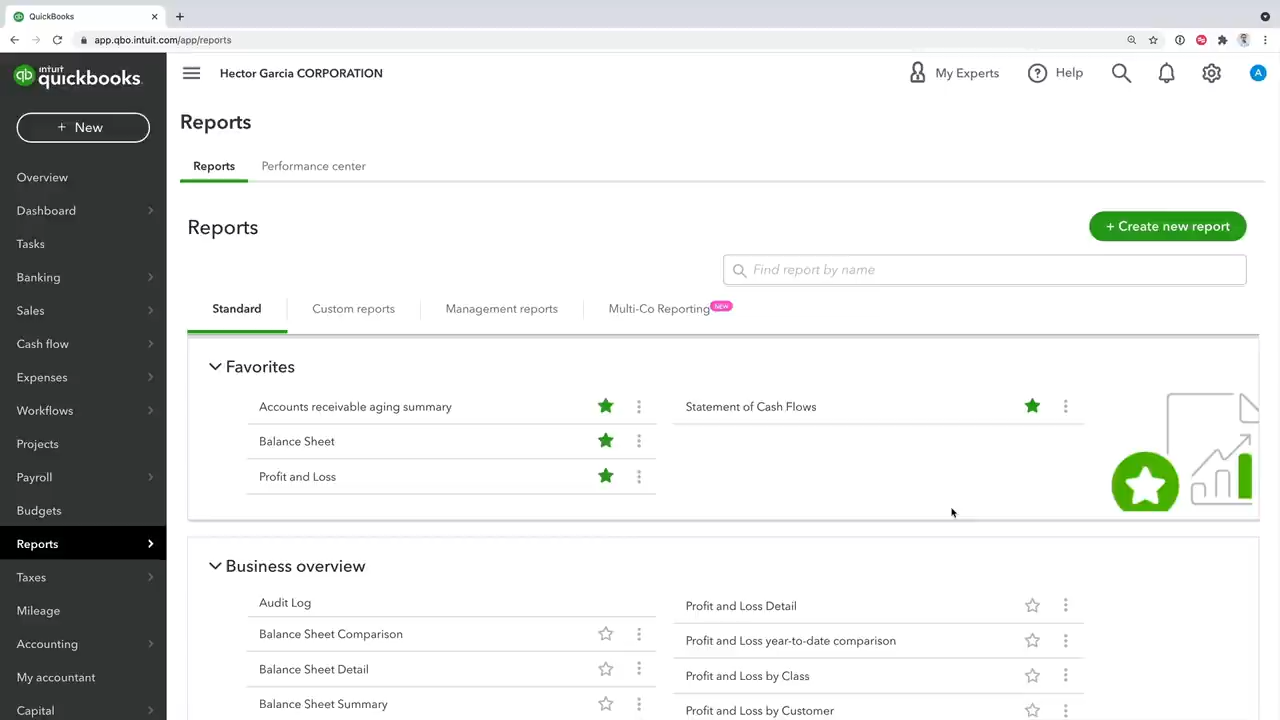 QuickBooks
app.qbo.intuit.com/app/reports
intuit
quickbooks.
Hector Garcia CORPORATION
My Experts
Help
A
+ New
Overview
Dashboard
Tasks
Banking
Sales
Cash flow
Expenses
Workflows
Projects
Payroll
Budgets
Reports
Taxes
Mileage
Accounting
My accountant
Capital
Reports
Reports
Performance center
Reports
+ Create new report
Find report by name
Standard
Custom reports
Management reports
Multi-Co Reporting NEW
Favorites
Accounts receivable aging summary
Balance Sheet
Profit and Loss
Statement of Cash Flows
Business overview
Audit Log
Balance Sheet Comparison
Balance Sheet Detail
Balance Sheet Summary
Profit and Loss Detail
Profit and Loss year-to-date comparison
Profit and Loss by Class
Profit and Loss by Customer